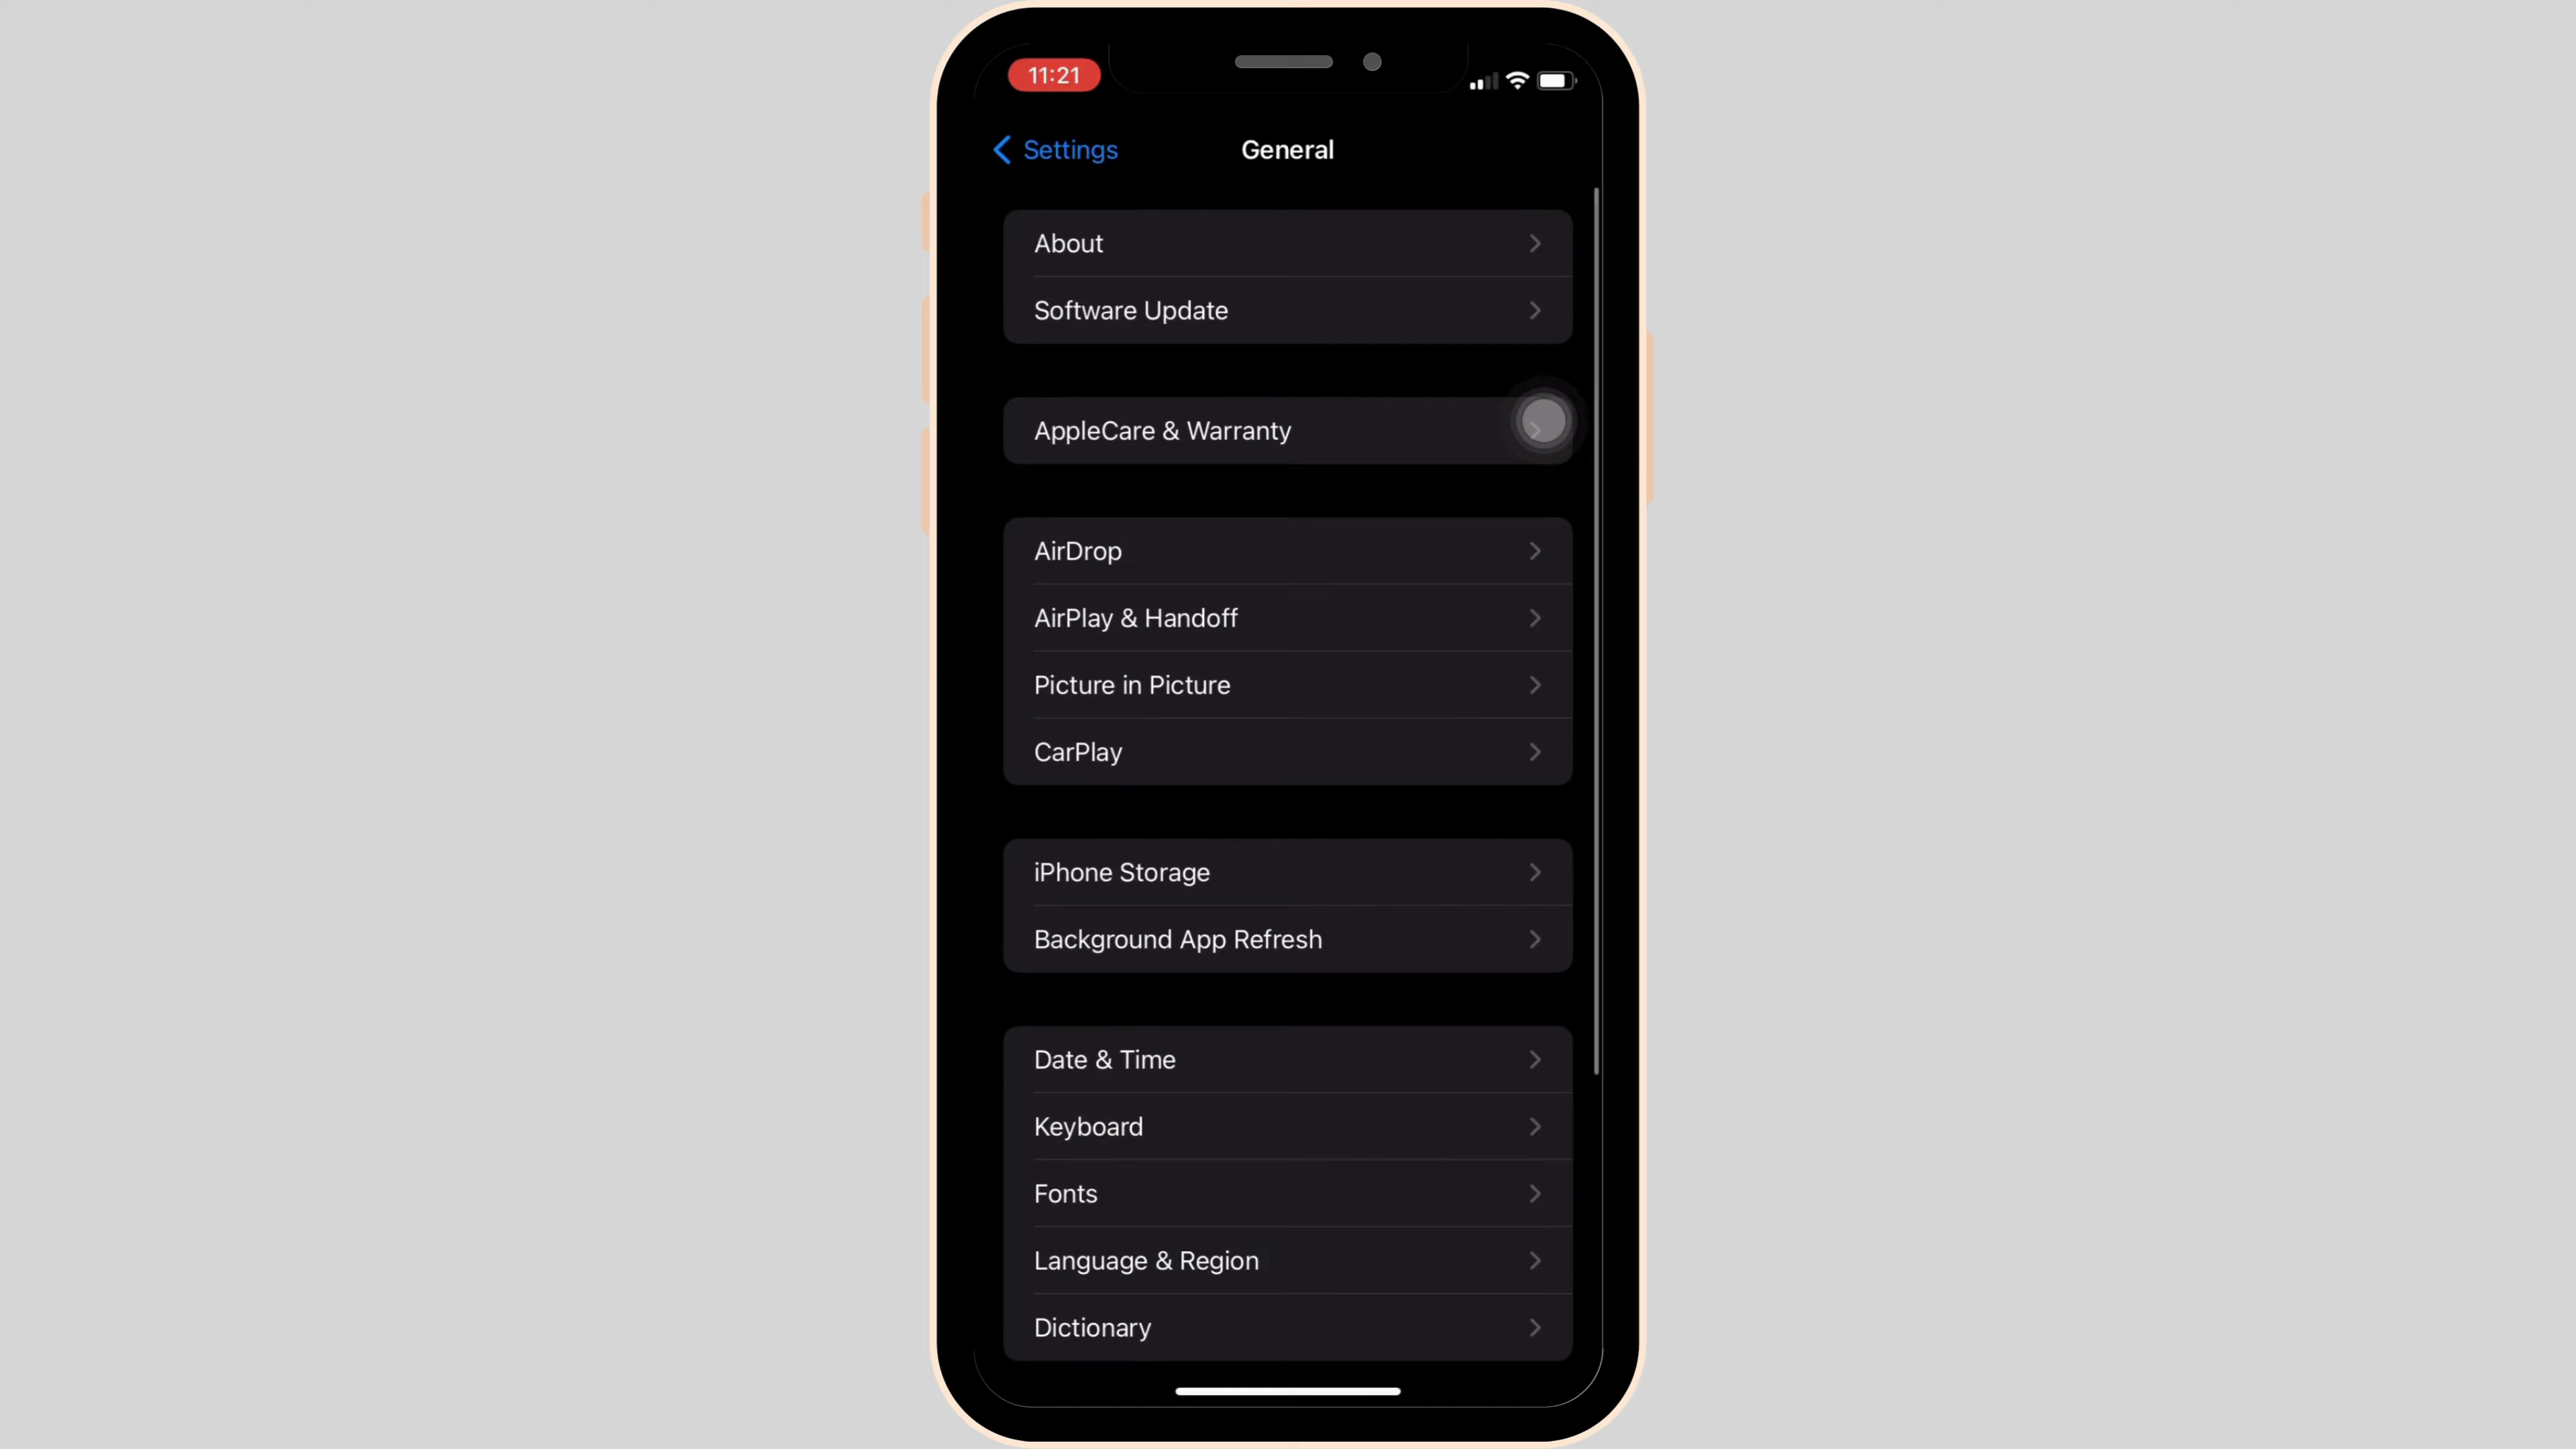 11:21
Settings
General
About
Software Update
AppleCare & Warranty
AirDrop
AirPlay & Handoff
Picture in Picture
CarPlay
iPhone Storage
Background App Refresh
Date & Time
Keyboard
Fonts
Language & Region
Dictionary